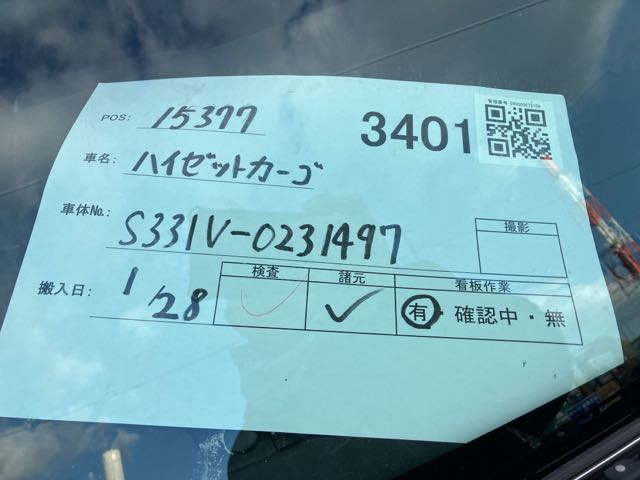 POS: 15377
3401
車名: ハイゼットカーゴ
車体No.: S331V-0231497
撮影
搬入日: 1/28
検査 諸元 看板作業
有・確認中・無